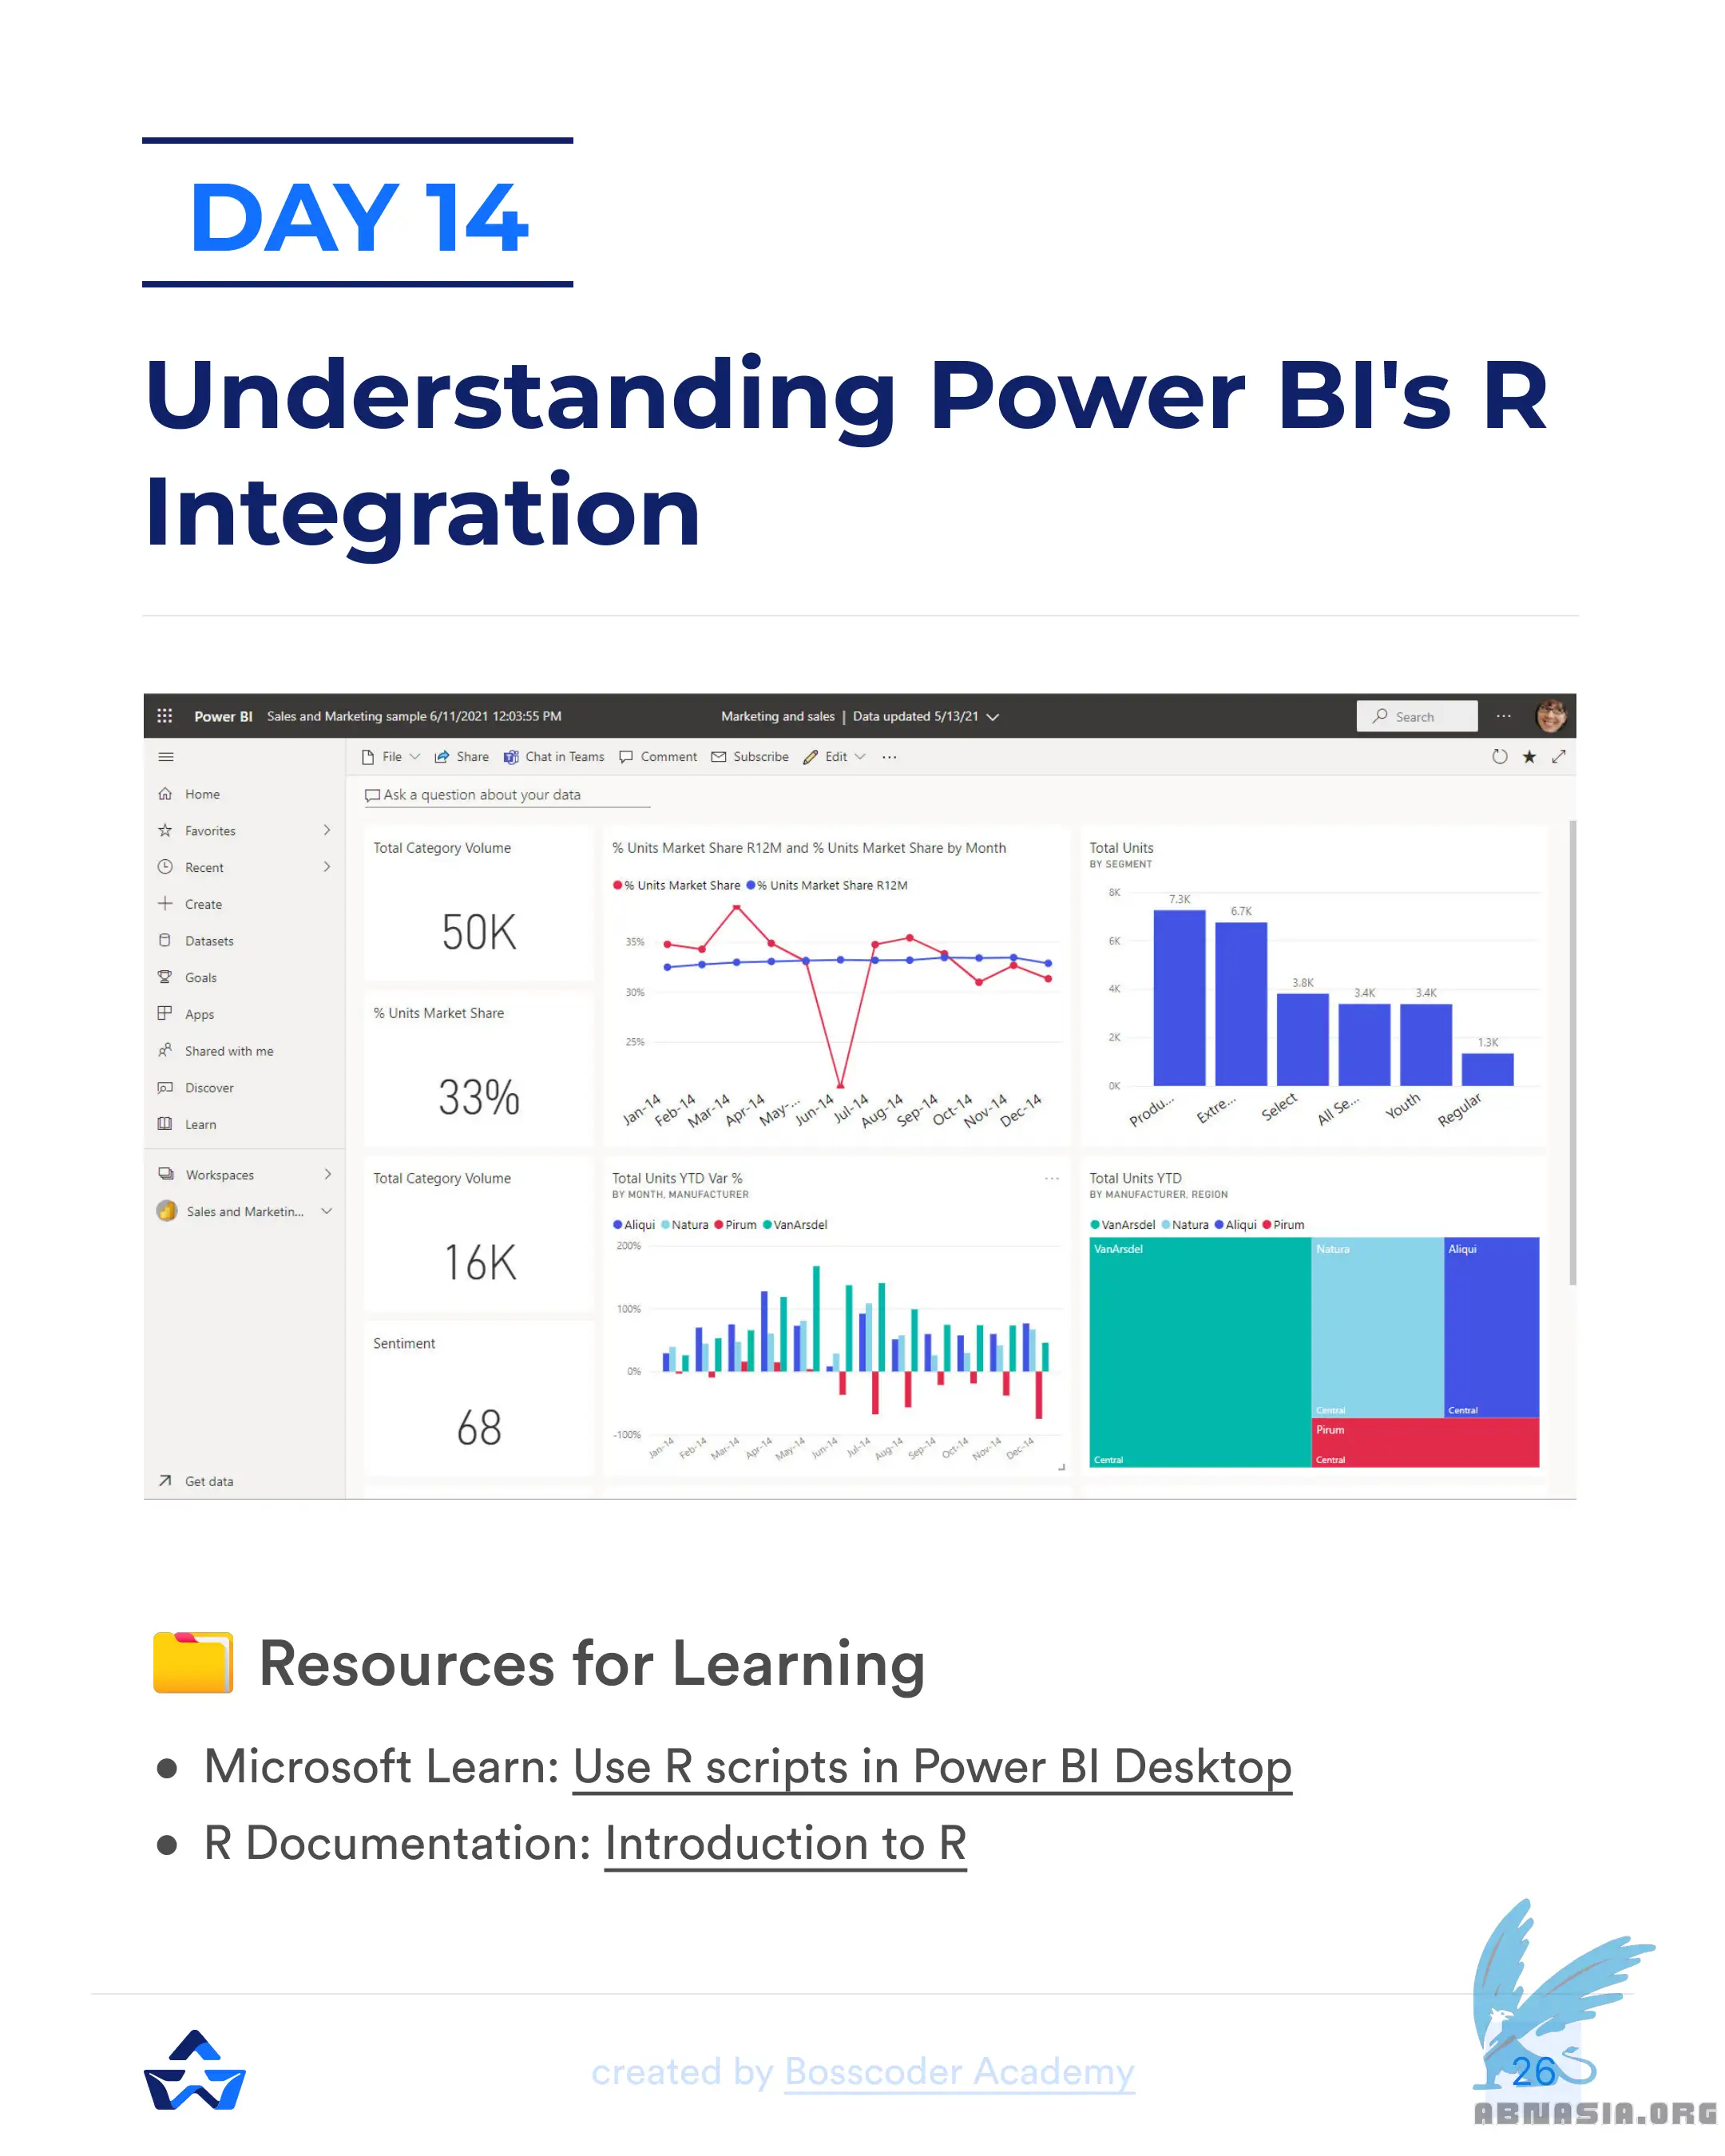 DAY 14
Understanding Power BI's R
Integration
Power BI Sales and Marketing sample 6/11/2021 12:03:55 PM Marketing and sales | Data updated 5/13/21 Search
File Share Chat in Teams Comment Subscribe Edit
Home
Favorites
Recent
Create
Datasets
Goals
Apps
Shared with me
Discover
Learn
Workspaces
Sales and Marketin...
Get data
Ask a question about your data
Total Category Volume
50K
% Units Market Share
33%
Total Category Volume
16K
Sentiment
68
% Units Market Share R12M and % Units Market Share by Month
% Units Market Share % Units Market Share R12M
35%
30%
25%
Jan-14 Feb-14 Mar-14 Apr-14 May-... Jun-14 Jul-14 Aug-14 Sep-14 Oct-14 Nov-14 Dec-14
Total Units
BY SEGMENT
8K
6K
4K
2K
0K
7.3K 6.7K 3.8K 3.4K 3.4K 1.3K
Produ... Extre... Select All Se... Youth Regular
Total Units YTD Var %
BY MONTH, MANUFACTURER
Aliqui Natura Pirum VanArsdel
200%
100%
0%
-100%
Jan-14 Feb-14 Mar-14 Apr-14 May-14 Jun-14 Jul-14 Aug-14 Sep-14 Oct-14 Nov-14 Dec-14
Total Units YTD
BY MANUFACTURER, REGION
VanArsdel Natura Aliqui Pirum
VanArsdel Natura Aliqui
Central Central
Pirum
Central Central
Resources for Learning
● Microsoft Learn: Use R scripts in Power BI Desktop
● R Documentation: Introduction to R
created by Bosscoder Academy
26
ABNASIA.ORG